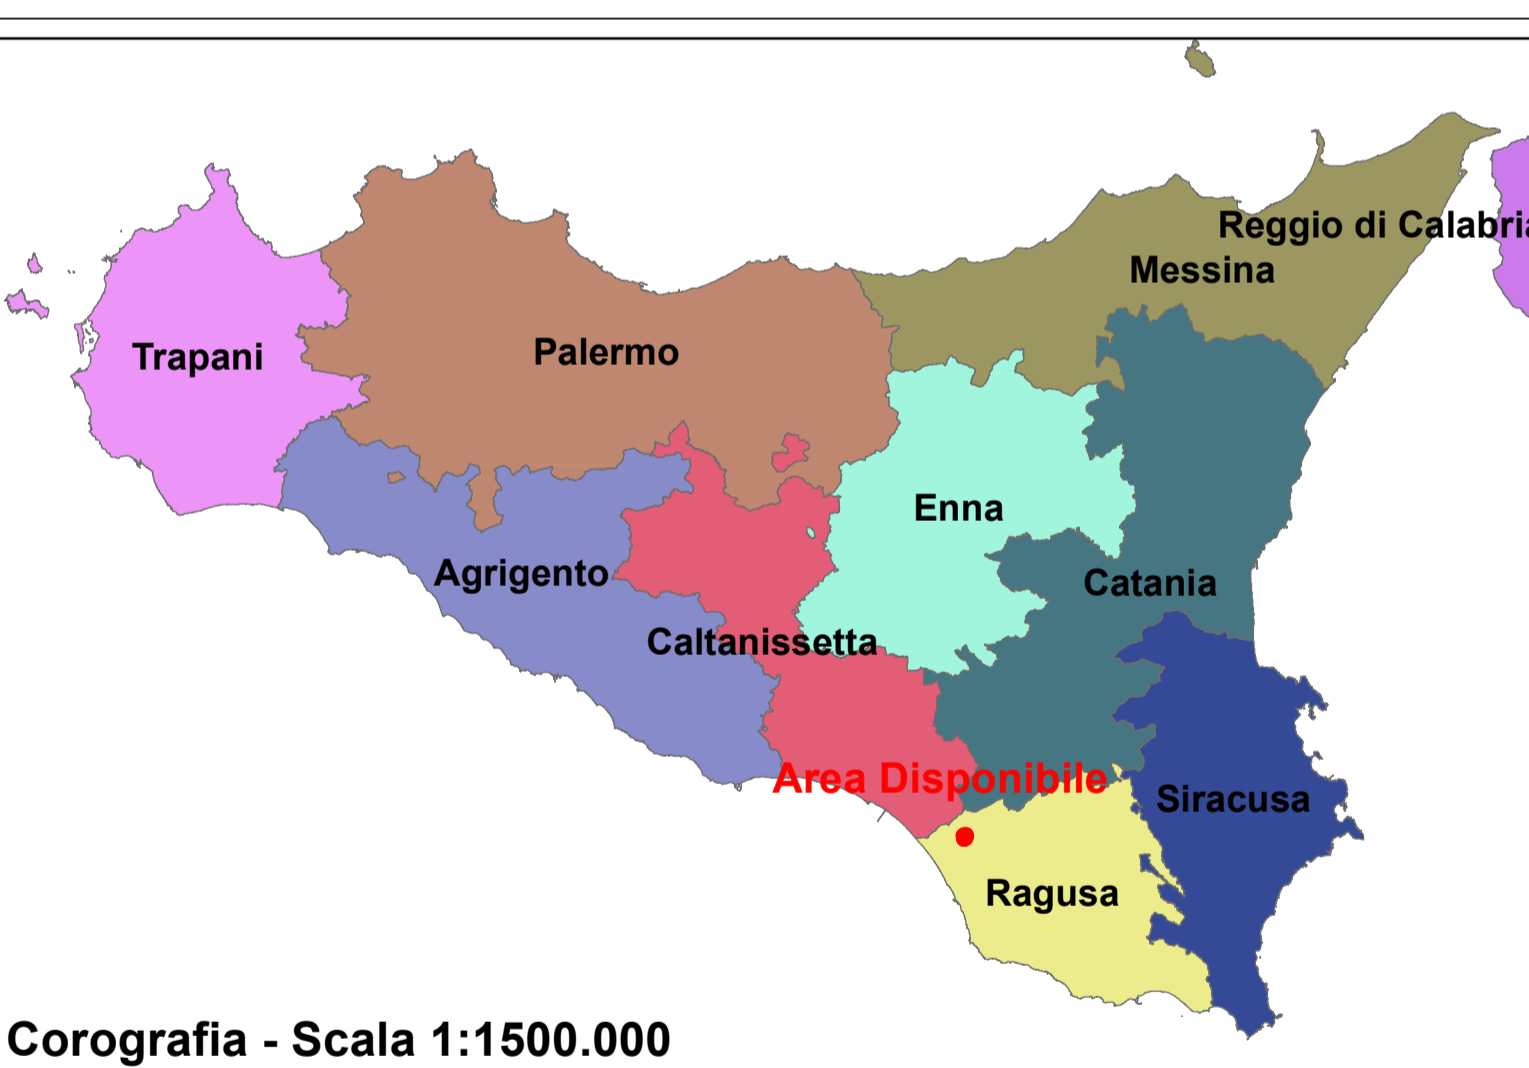 Reggio di Calabria
Messina
Trapani
Palermo
Enna
Agrigento
Catania
Caltanissetta
Area Disponibile
Siracusa
Ragusa
Corografia - Scala 1:1500.000